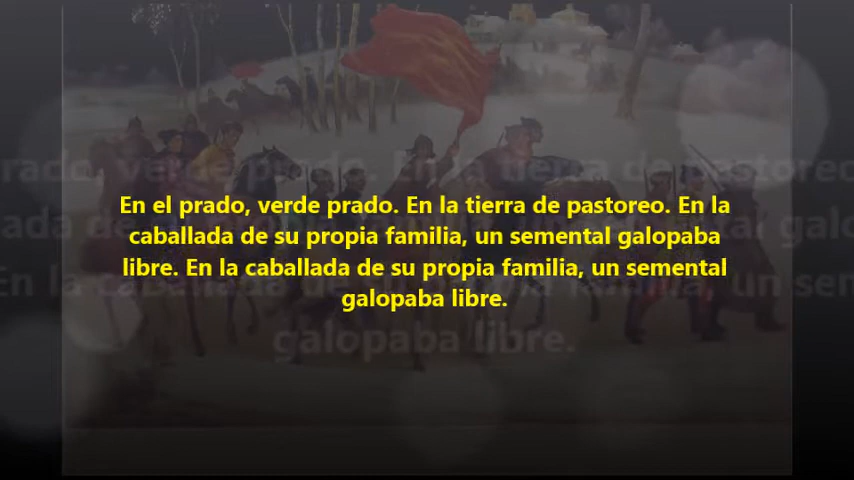 En el prado, verde prado. En la tierra de pastoreo. En la
caballada de su propia familia, un semental galopaba
libre. En la caballada de su propia familia, un semental
galopaba libre.